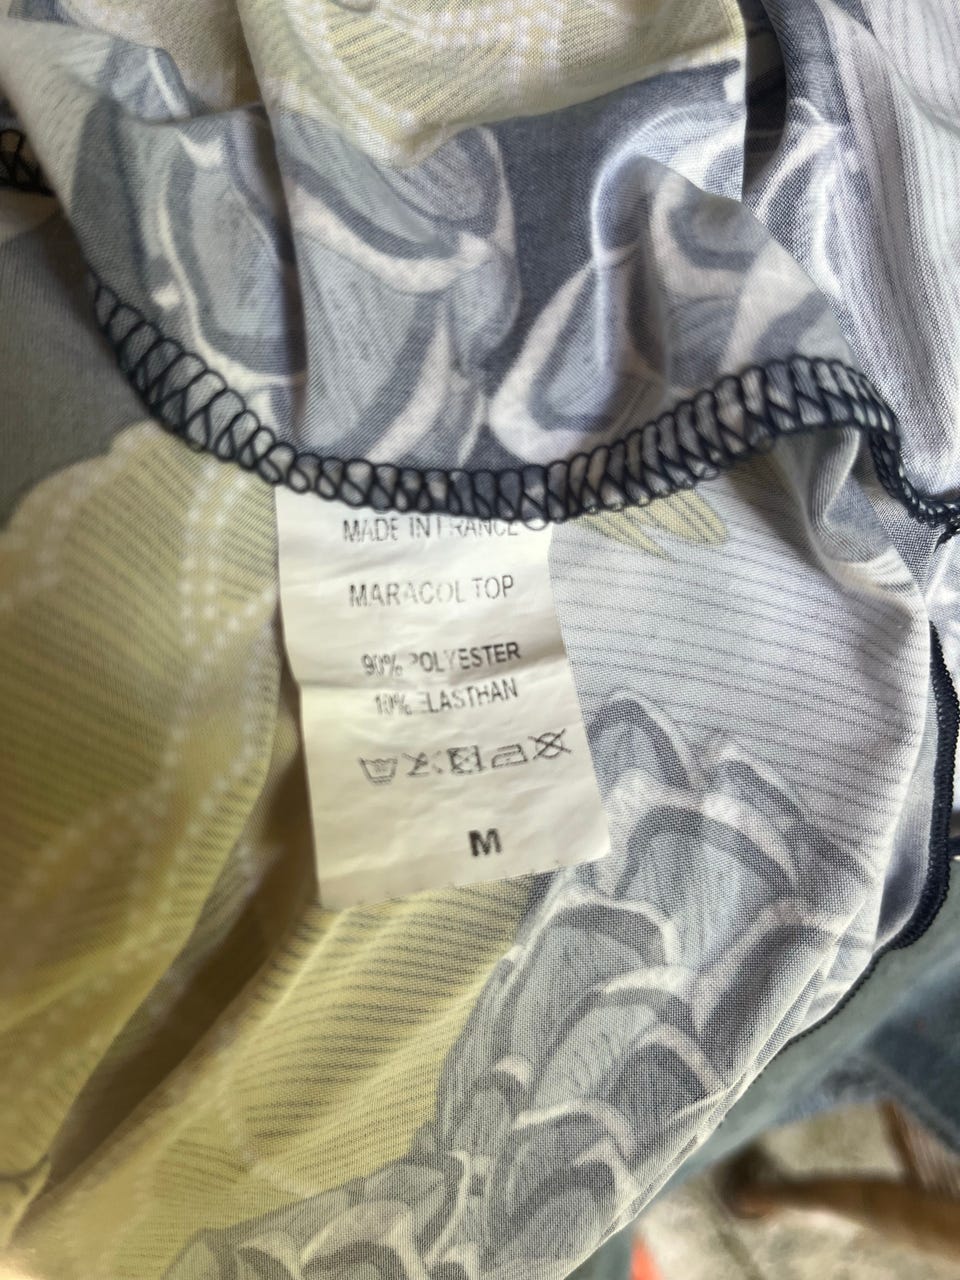 MADE IN FRANCE
MARACOL TOP
90% POLYESTER
10% ELASTHAN
M